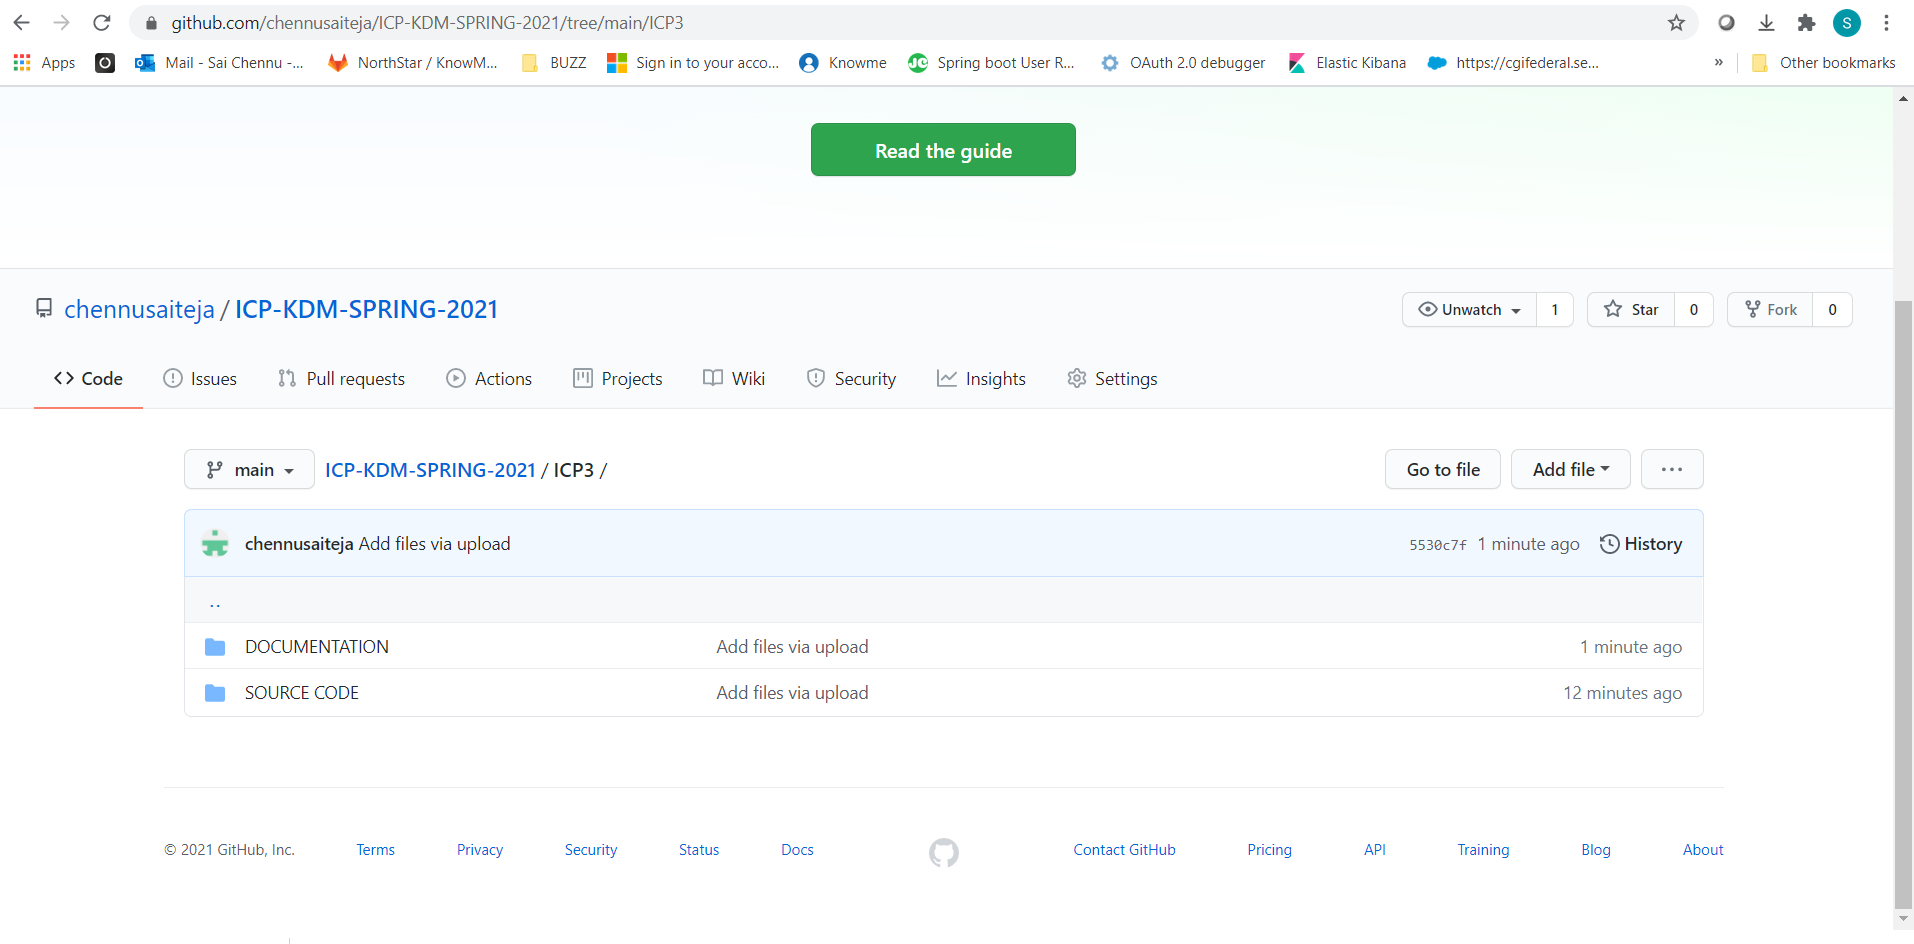 github.com/chennusaiteja/ICP-KDM-SPRING-2021/tree/main/ICP3 S
Apps Mail - Sai Chennu -... NorthStar / KnowM... BUZZ Sign in to your acco... Knowme Spring boot User R... OAuth 2.0 debugger Elastic Kibana https://cgifederal.se... » Other bookmarks
Read the guide
chennusaiteja / ICP-KDM-SPRING-2021 Unwatch 1 Star 0 Fork 0
Code Issues Pull requests Actions Projects Wiki Security Insights Settings
main ICP-KDM-SPRING-2021 / ICP3 / Go to file Add file ...
chennusaiteja Add files via upload 5530c7f 1 minute ago History
..
DOCUMENTATION Add files via upload 1 minute ago
SOURCE CODE Add files via upload 12 minutes ago
© 2021 GitHub, Inc. Terms Privacy Security Status Docs Contact GitHub Pricing API Training Blog About